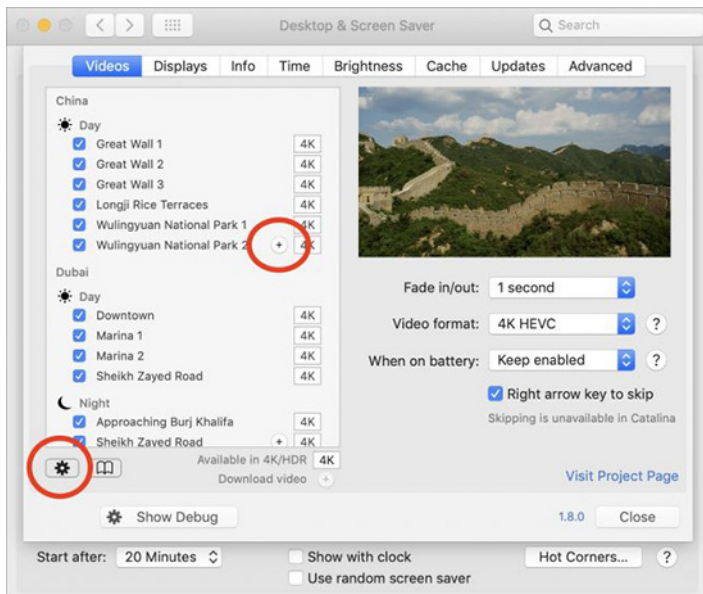 Desktop & Screen Saver
Search
Videos Displays Info Time Brightness Cache Updates Advanced
China
Day
Great Wall 1 4K
Great Wall 2 4K
Great Wall 3 4K
Longji Rice Terraces 4K
Wulingyuan National Park 1 4K
Wulingyuan National Park 2 + 4K
Dubai
Day
Downtown 4K
Marina 1 4K
Marina 2 4K
Sheikh Zayed Road 4K
Night
Approaching Burj Khalifa 4K
Sheikh Zayed Road + 4K
Available in 4K/HDR 4K
Download video +
Fade in/out: 1 second
Video format: 4K HEVC ?
When on battery: Keep enabled ?
Right arrow key to skip
Skipping is unavailable in Catalina
Visit Project Page
Show Debug
1.8.0 Close
Start after: 20 Minutes
Show with clock
Hot Corners... ?
Use random screen saver